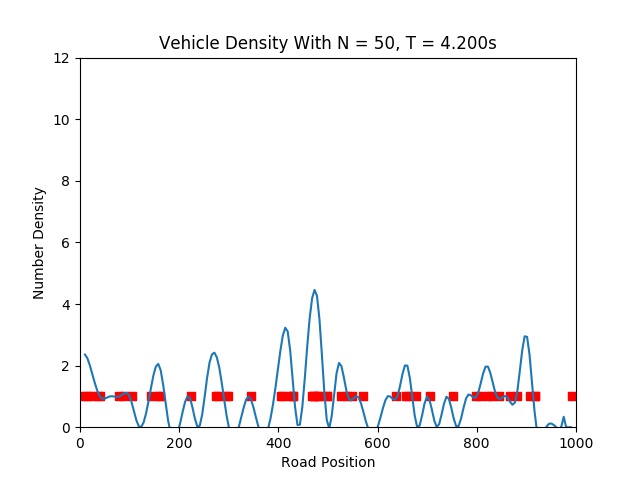 Vehicle Density With N = 50, T = 4.200s
12
10
8
6
4
2
0
Number Density
0 200 400 600 800 1000
Road Position